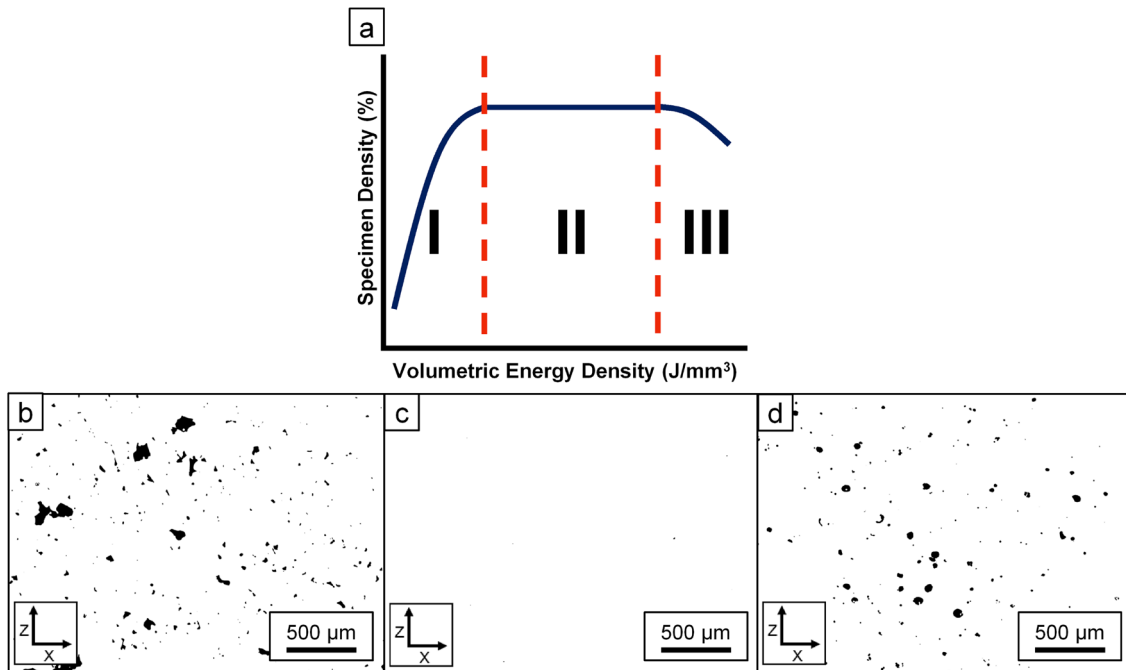 a
Specimen Density (%)
I
II
III
Volumetric Energy Density (J/mm³)
b
c
d
Z
X
500 µm
Z
X
500 µm
Z
X
500 µm